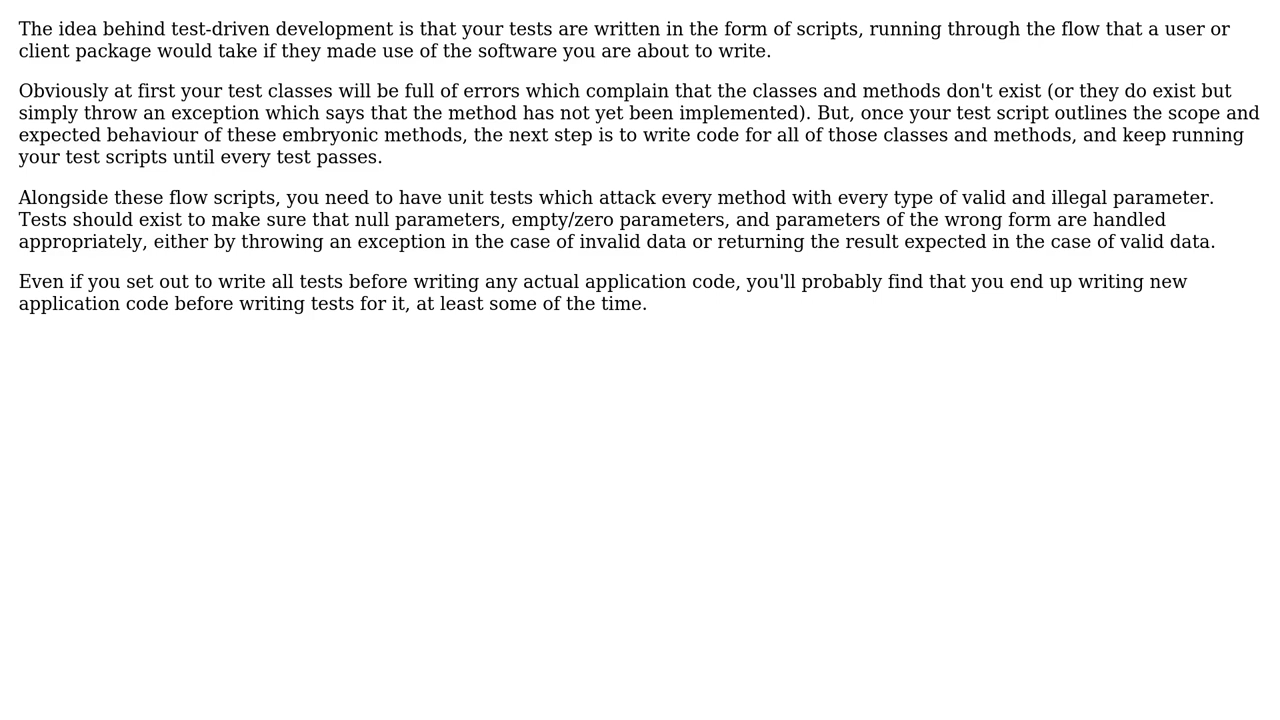 The idea behind test-driven development is that your tests are written in the form of scripts, running through the flow that a user or
client package would take if they made use of the software you are about to write.
Obviously at first your test classes will be full of errors which complain that the classes and methods don't exist (or they do exist but
simply throw an exception which says that the method has not yet been implemented). But, once your test script outlines the scope and
expected behaviour of these embryonic methods, the next step is to write code for all of those classes and methods, and keep running
your test scripts until every test passes.
Alongside these flow scripts, you need to have unit tests which attack every method with every type of valid and illegal parameter.
Tests should exist to make sure that null parameters, empty/zero parameters, and parameters of the wrong form are handled
appropriately, either by throwing an exception in the case of invalid data or returning the result expected in the case of valid data.
Even if you set out to write all tests before writing any actual application code, you'll probably find that you end up writing new
application code before writing tests for it, at least some of the time.